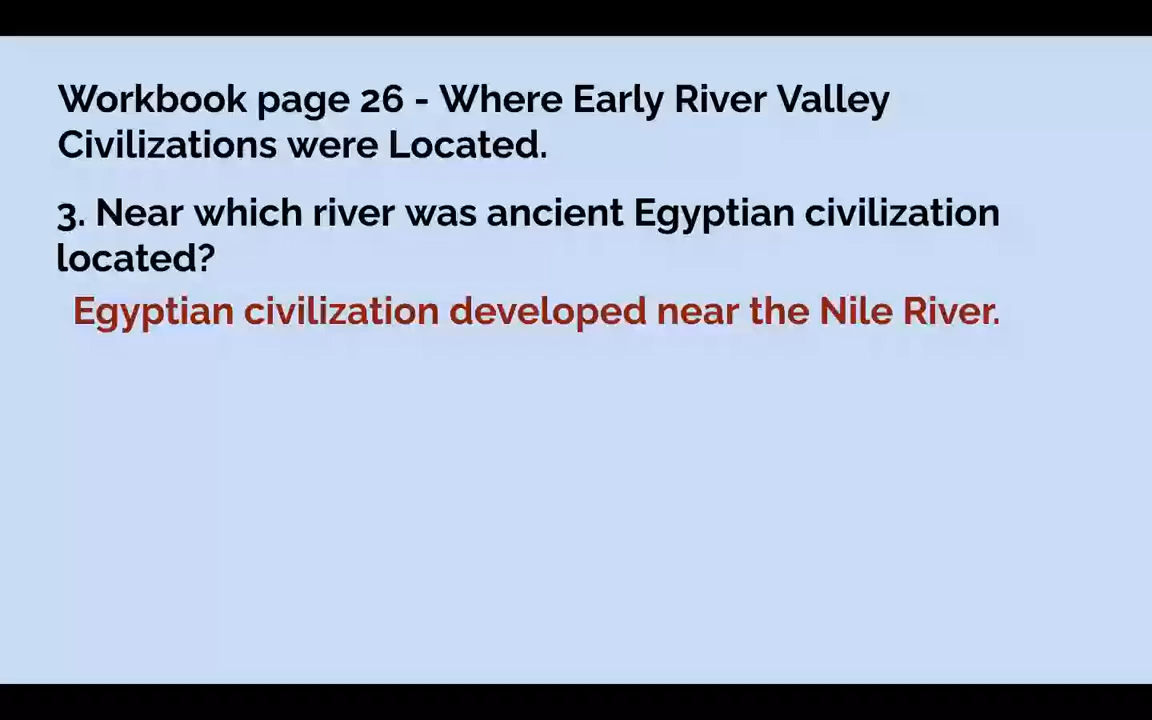 Workbook page 26 - Where Early River Valley
Civilizations were Located.
3. Near which river was ancient Egyptian civilization
located?
Egyptian civilization developed near the Nile River.